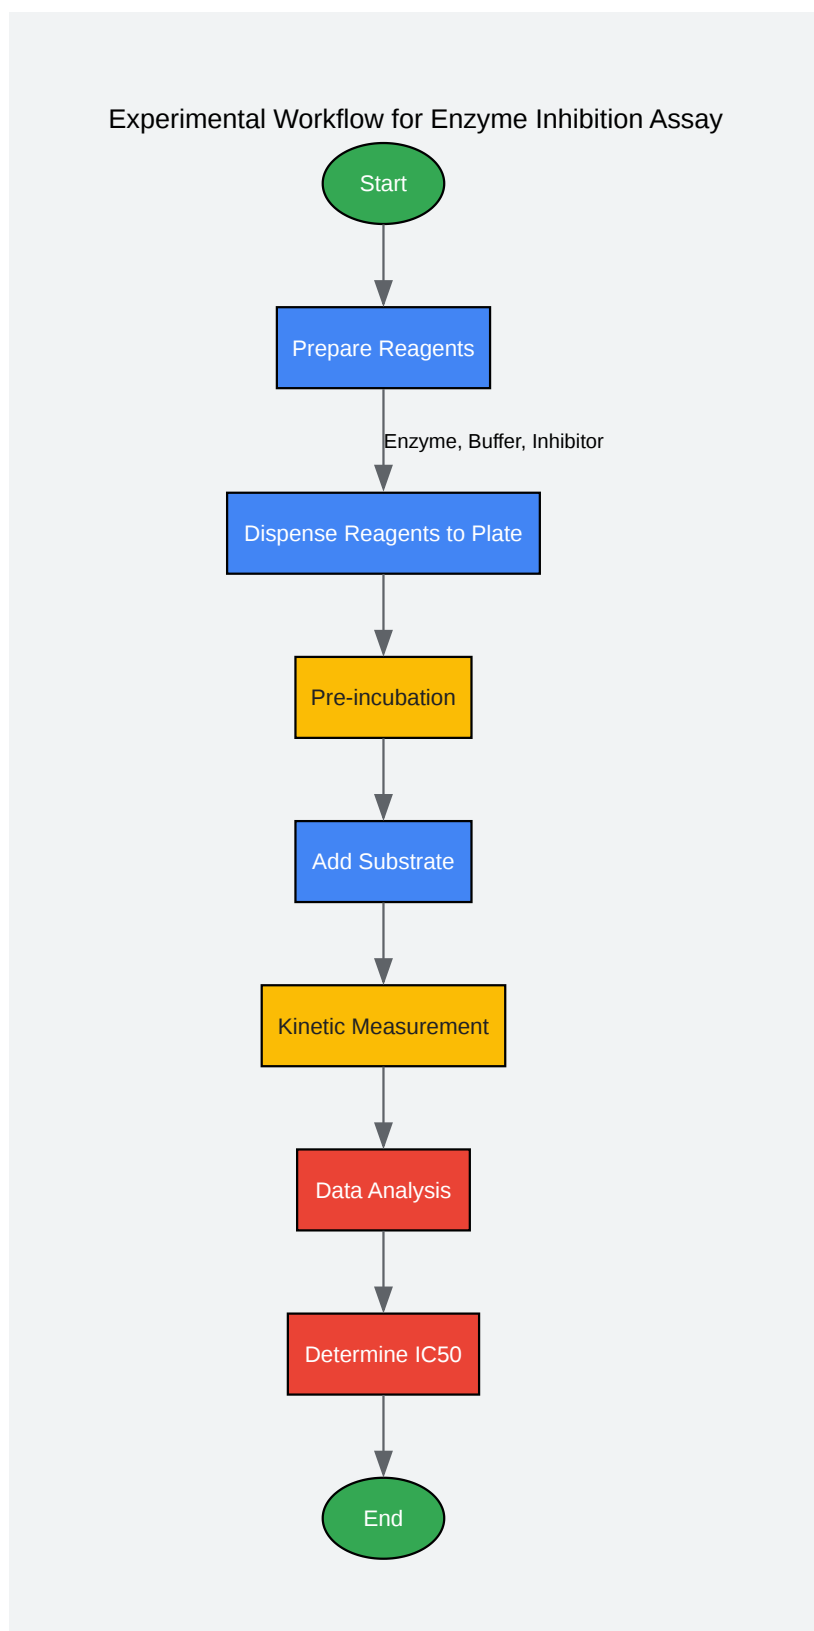 Experimental Workflow for Enzyme Inhibition Assay
Start
Prepare Reagents
Enzyme, Buffer, Inhibitor
Dispense Reagents to Plate
Pre-incubation
Add Substrate
Kinetic Measurement
Data Analysis
Determine IC50
End